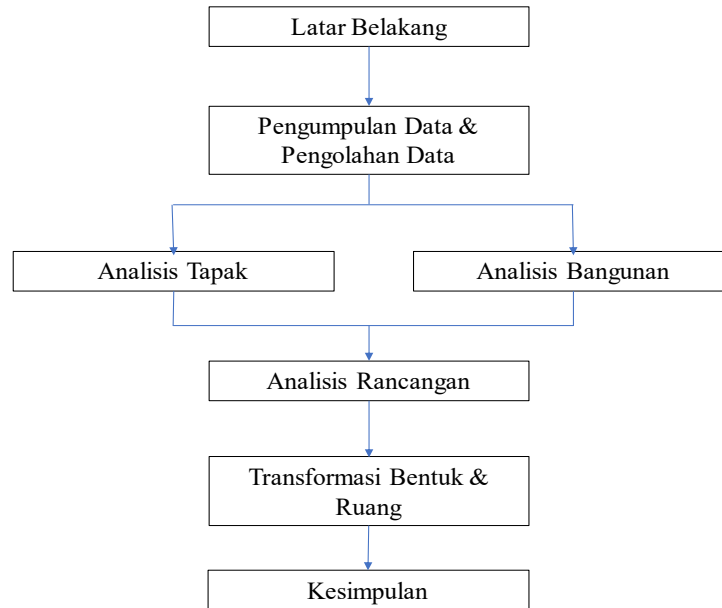 Latar Belakang
Pengumpulan Data &
Pengolahan Data
Analisis Tapak
Analisis Bangunan
Analisis Rancangan
Transformasi Bentuk &
Ruang
Kesimpulan